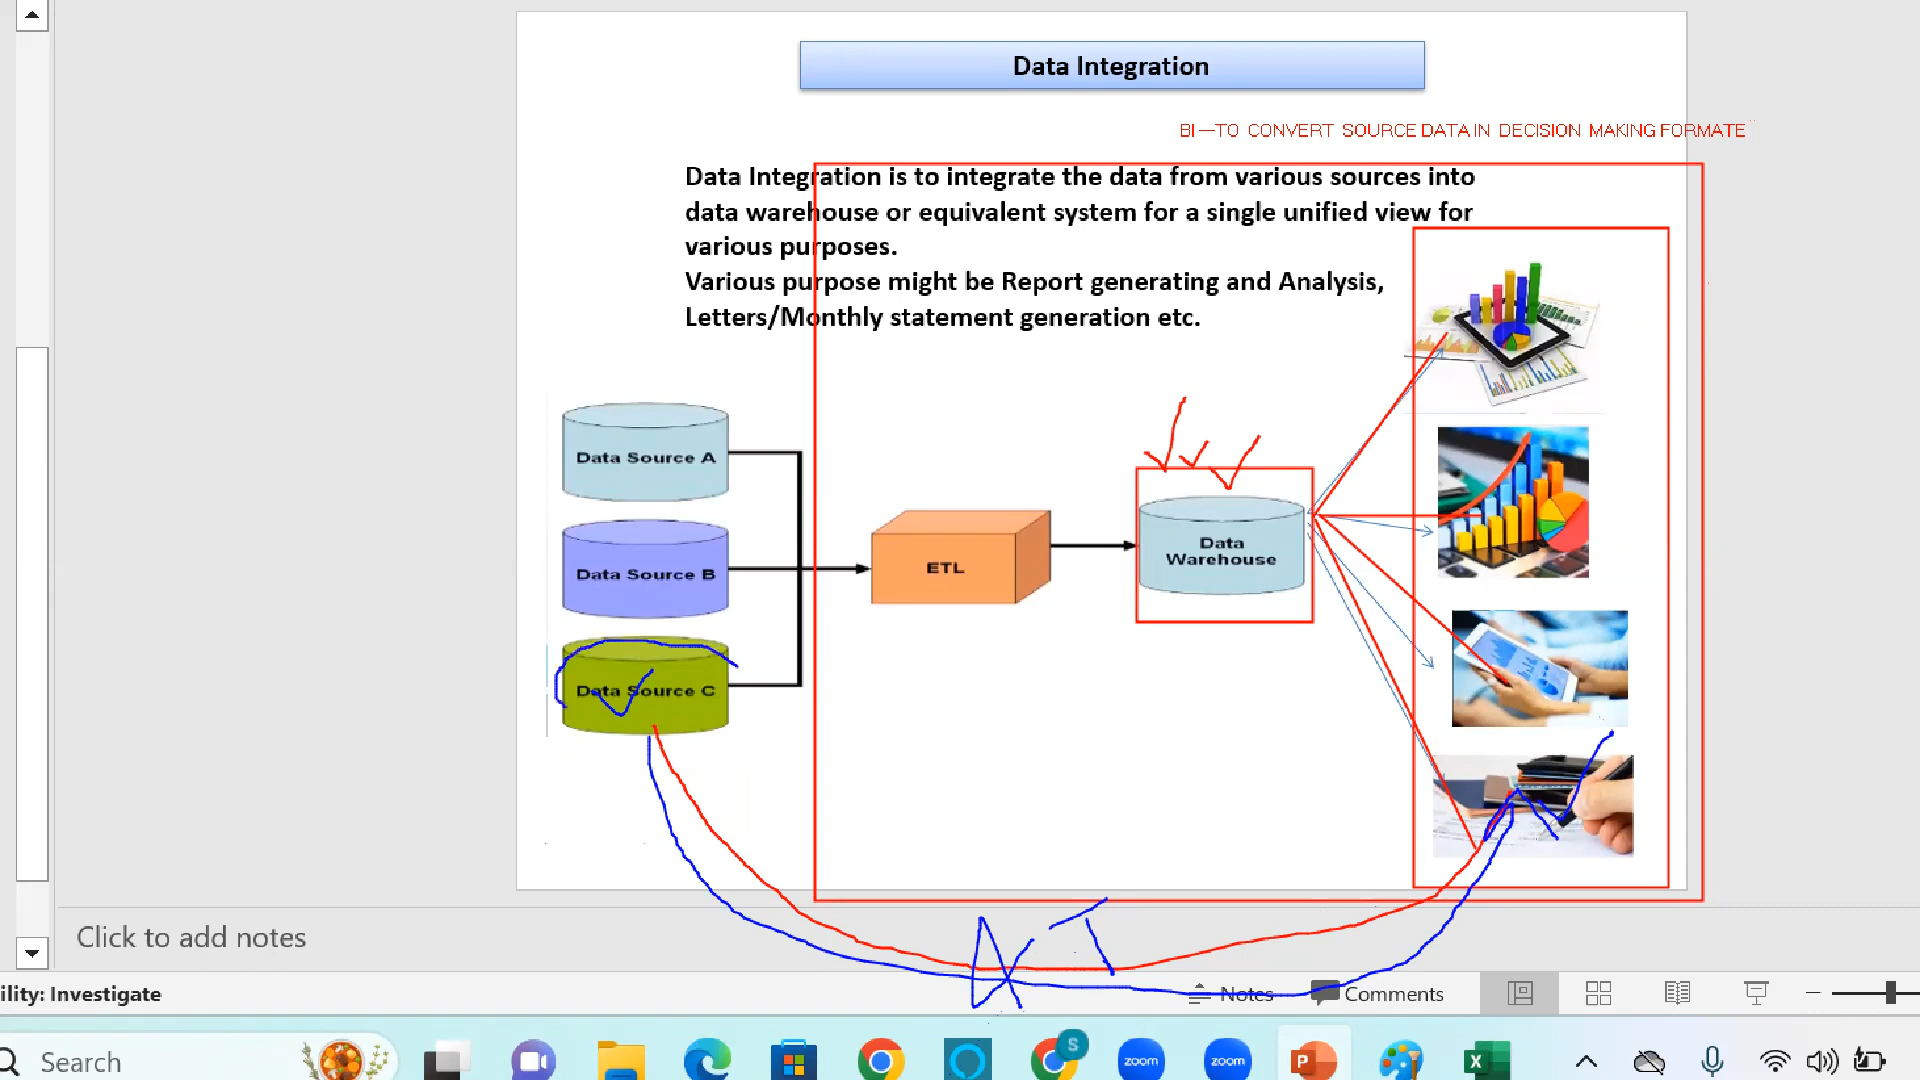 Data Integration
BI —TO CONVERT SOURCE DATA IN DECISION MAKING FORMATE
Data Integration is to integrate the data from various sources into
data warehouse or equivalent system for a single unified view for
various purposes.
Various purpose might be Report generating and Analysis,
Letters/Monthly statement generation etc.
Data Source A
Data Source B
Data Source C
ETL
Data
Warehouse
Click to add notes
ility: Investigate
Notes
Comments
Search
S
zoom
zoom
P
X